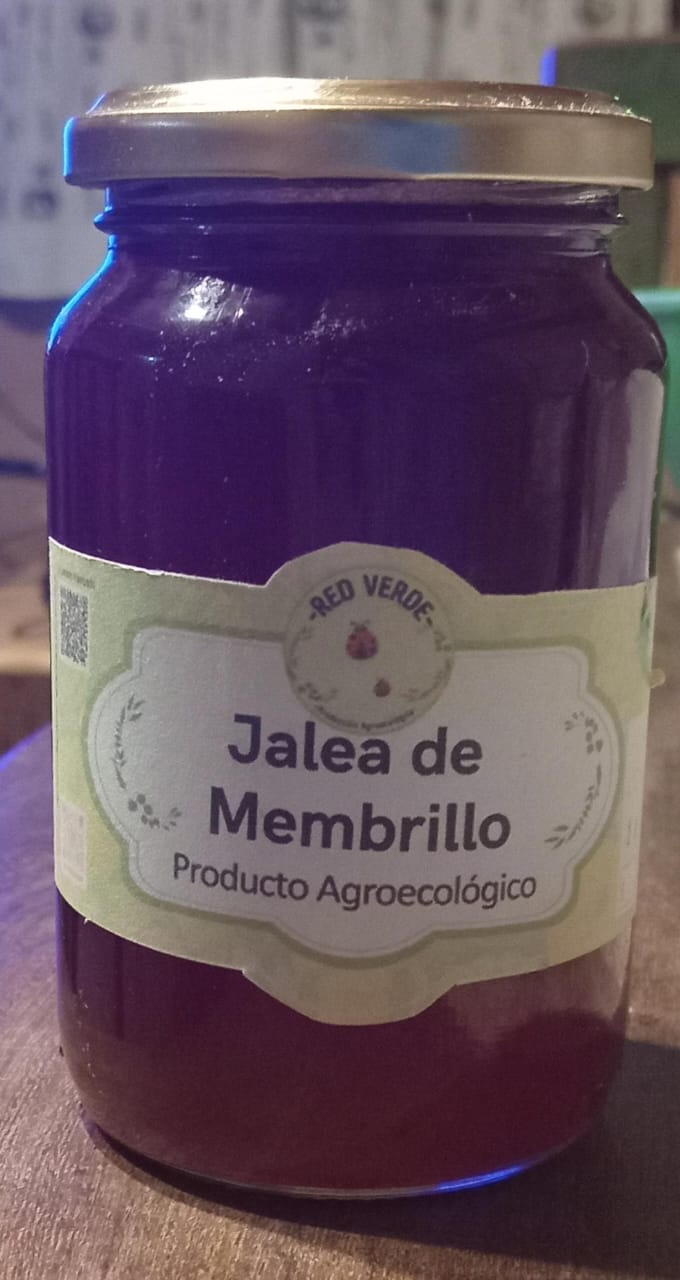 -RED VERDE-
Jalea de
Membrillo
Producto Agroecológico